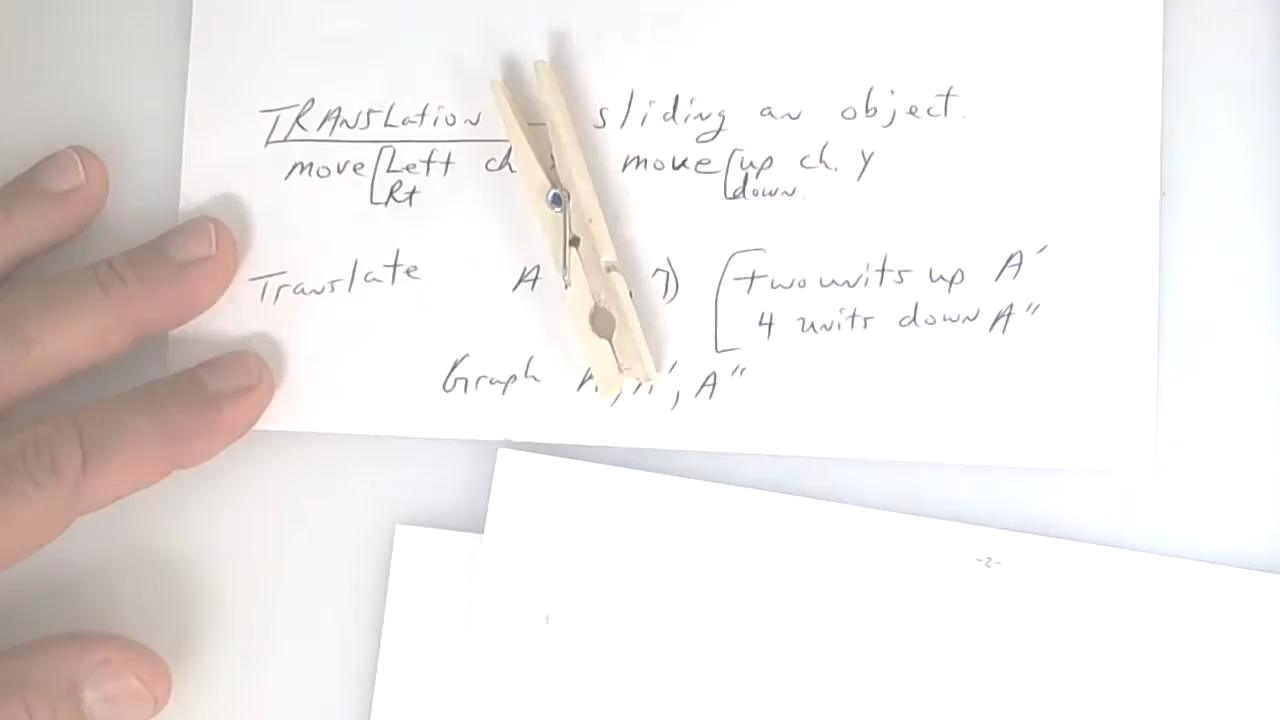 TRANSLATION - sliding an object.
move [Left ch move [up ch. y
Rt down.
Translate A , 7) [two units up A'
4 units down A"
Graph A, A', A"
-2-